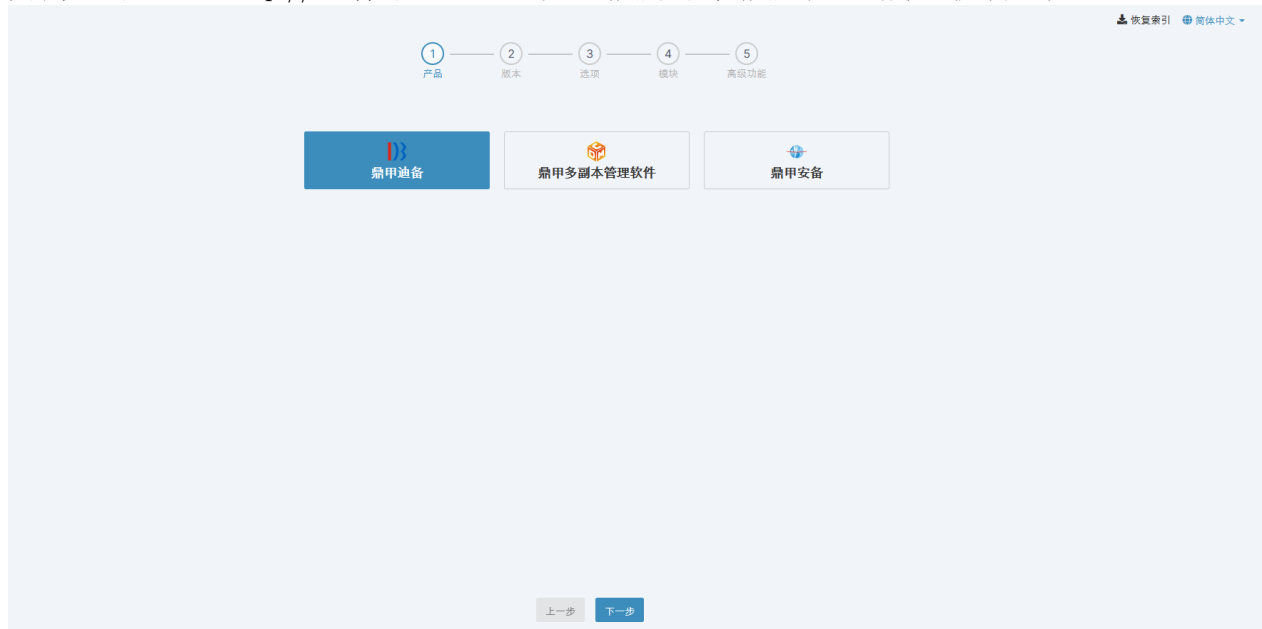 恢复索引 简体中文
1 2 3 4 5
产品 版本 选项 模块 高级功能
鼎甲迪备 鼎甲多副本管理软件 鼎甲安备
上一步 下一步